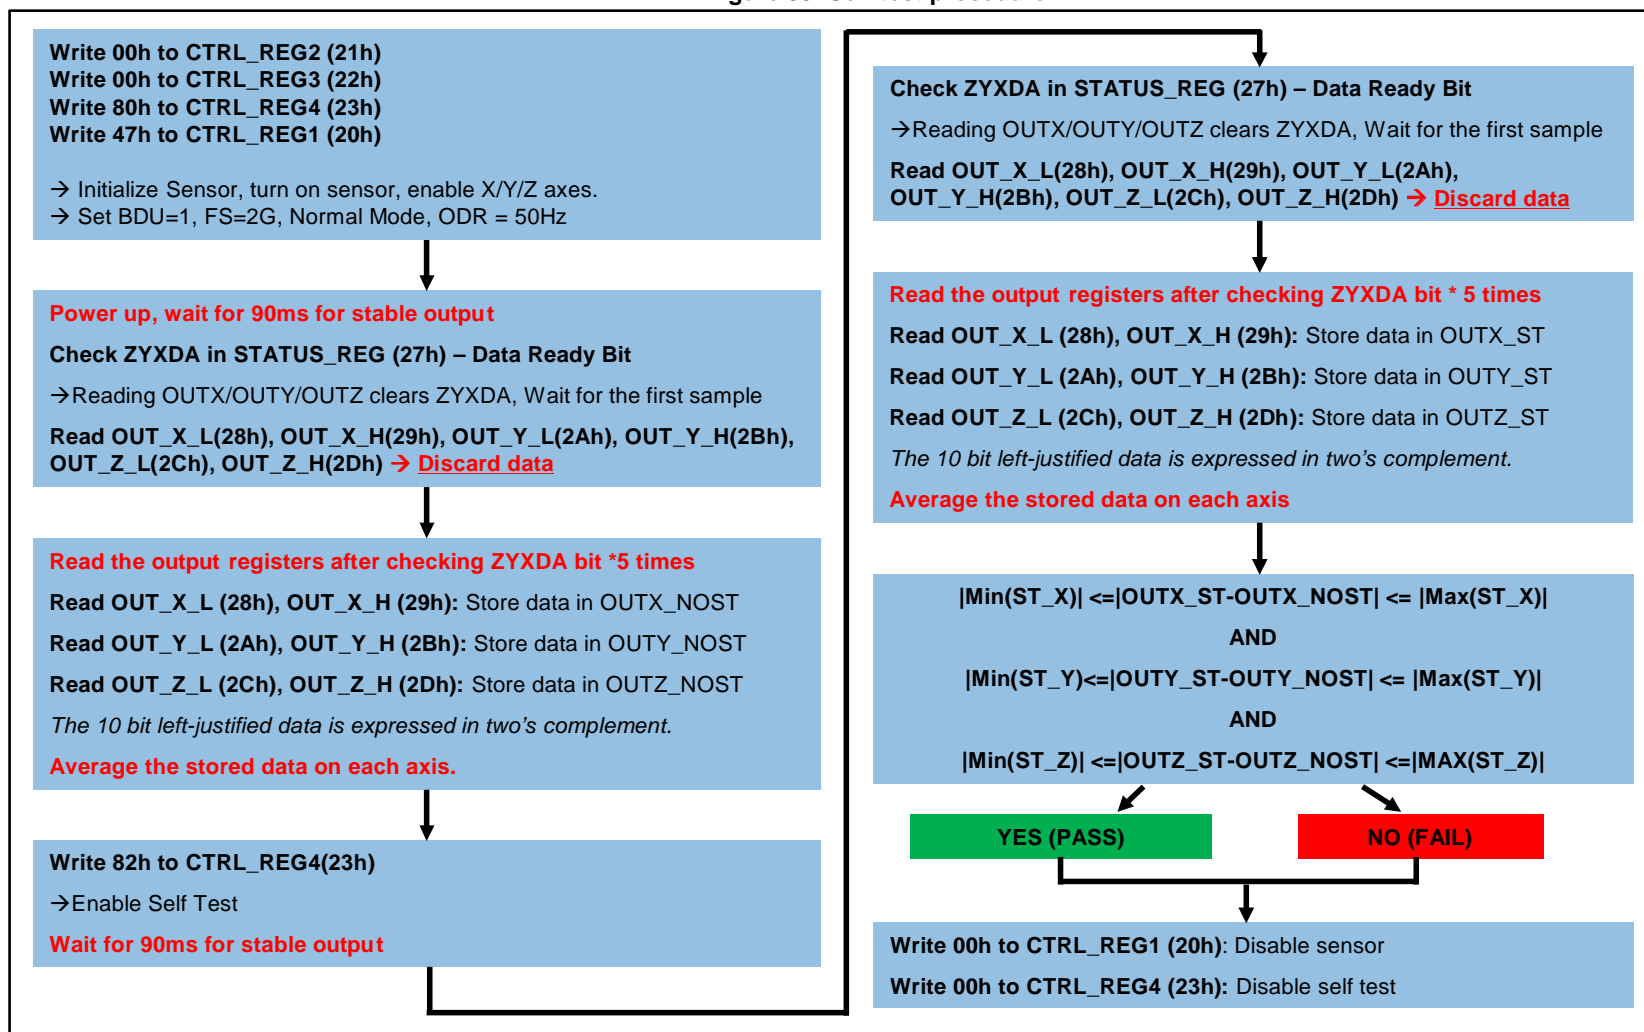 Write 00h to CTRL_REG2 (21h)
Write 00h to CTRL_REG3 (22h)
Write 80h to CTRL_REG4 (23h)
Write 47h to CTRL_REG1 (20h)
→ Initialize Sensor, turn on sensor, enable X/Y/Z axes.
→ Set BDU=1, FS=2G, Normal Mode, ODR = 50Hz
Power up, wait for 90ms for stable output
Check ZYXDA in STATUS_REG (27h) – Data Ready Bit
→Reading OUTX/OUTY/OUTZ clears ZYXDA, Wait for the first sample
Read OUT_X_L(28h), OUT_X_H(29h), OUT_Y_L(2Ah), OUT_Y_H(2Bh),
OUT_Z_L(2Ch), OUT_Z_H(2Dh) → Discard data
Read the output registers after checking ZYXDA bit *5 times
Read OUT_X_L (28h), OUT_X_H (29h): Store data in OUTX_NOST
Read OUT_Y_L (2Ah), OUT_Y_H (2Bh): Store data in OUTY_NOST
Read OUT_Z_L (2Ch), OUT_Z_H (2Dh): Store data in OUTZ_NOST
The 10 bit left-justified data is expressed in two’s complement.
Average the stored data on each axis.
Write 82h to CTRL_REG4(23h)
→Enable Self Test
Wait for 90ms for stable output
Check ZYXDA in STATUS_REG (27h) – Data Ready Bit
→Reading OUTX/OUTY/OUTZ clears ZYXDA, Wait for the first sample
Read OUT_X_L(28h), OUT_X_H(29h), OUT_Y_L(2Ah),
OUT_Y_H(2Bh), OUT_Z_L(2Ch), OUT_Z_H(2Dh) → Discard data
Read the output registers after checking ZYXDA bit * 5 times
Read OUT_X_L (28h), OUT_X_H (29h): Store data in OUTX_ST
Read OUT_Y_L (2Ah), OUT_Y_H (2Bh): Store data in OUTY_ST
Read OUT_Z_L (2Ch), OUT_Z_H (2Dh): Store data in OUTZ_ST
The 10 bit left-justified data is expressed in two’s complement.
Average the stored data on each axis
|Min(ST_X)| <=|OUTX_ST-OUTX_NOST| <= |Max(ST_X)|
AND
|Min(ST_Y)<=|OUTY_ST-OUTY_NOST| <= |Max(ST_Y)|
AND
|Min(ST_Z)| <=|OUTZ_ST-OUTZ_NOST| <=|MAX(ST_Z)|
YES (PASS)
NO (FAIL)
Write 00h to CTRL_REG1 (20h): Disable sensor
Write 00h to CTRL_REG4 (23h): Disable self test